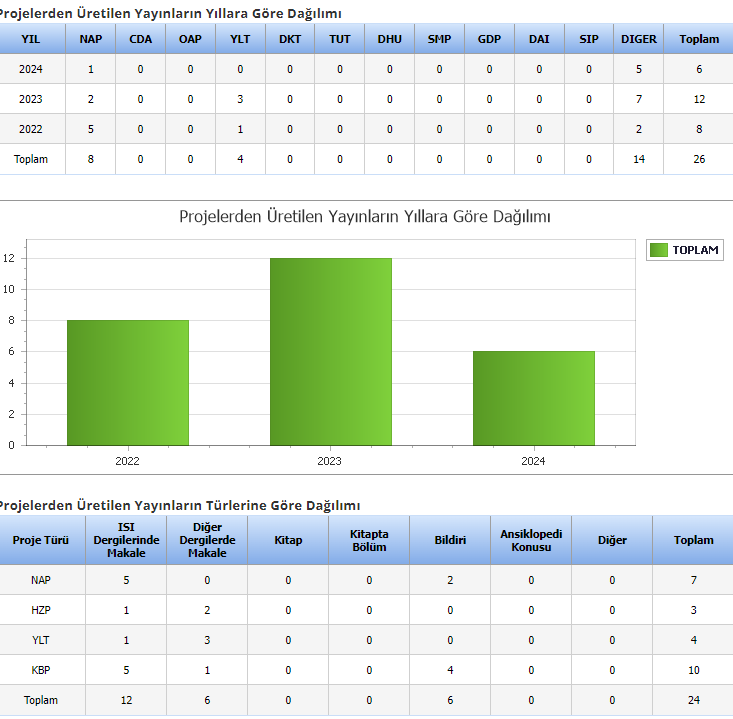 Projelerden Üretilen Yayınların Yıllara Göre Dağılımı
YIL NAP CDA OAP YLT DKT TUT DHU SMP GDP DAI SIP DIGER Toplam
2024 1 0 0 0 0 0 0 0 0 0 0 5 6
2023 2 0 0 3 0 0 0 0 0 0 0 7 12
2022 5 0 0 1 0 0 0 0 0 0 0 2 8
Toplam 8 0 0 4 0 0 0 0 0 0 0 14 26
Projelerden Üretilen Yayınların Yıllara Göre Dağılımı
TOPLAM
12
10
8
6
4
2
0
2022 2023 2024
Projelerden Üretilen Yayınların Türlerine Göre Dağılımı
Proje Türü ISI Dergilerinde Makale Diğer Dergilerde Makale Kitap Kitapta Bölüm Bildiri Ansiklopedi Konusu Diğer Toplam
NAP 5 0 0 0 2 0 0 7
HZP 1 2 0 0 0 0 0 3
YLT 1 3 0 0 0 0 0 4
KBP 5 1 0 0 4 0 0 10
Toplam 12 6 0 0 6 0 0 24